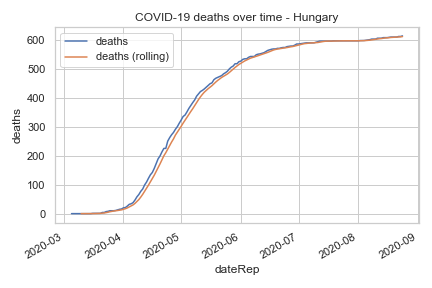 COVID-19 deaths over time - Hungary
deaths
deaths (rolling)
600
500
400
300
200
100
0
deaths
2020-03
2020-04
2020-05
2020-06
2020-07
2020-08
2020-09
dateRep